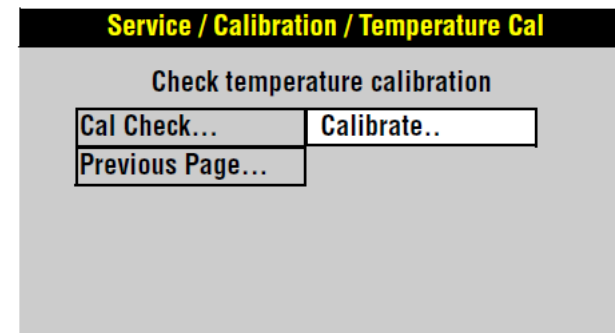 Service / Calibration / Temperature Cal
Check temperature calibration
Cal Check... Calibrate..
Previous Page...